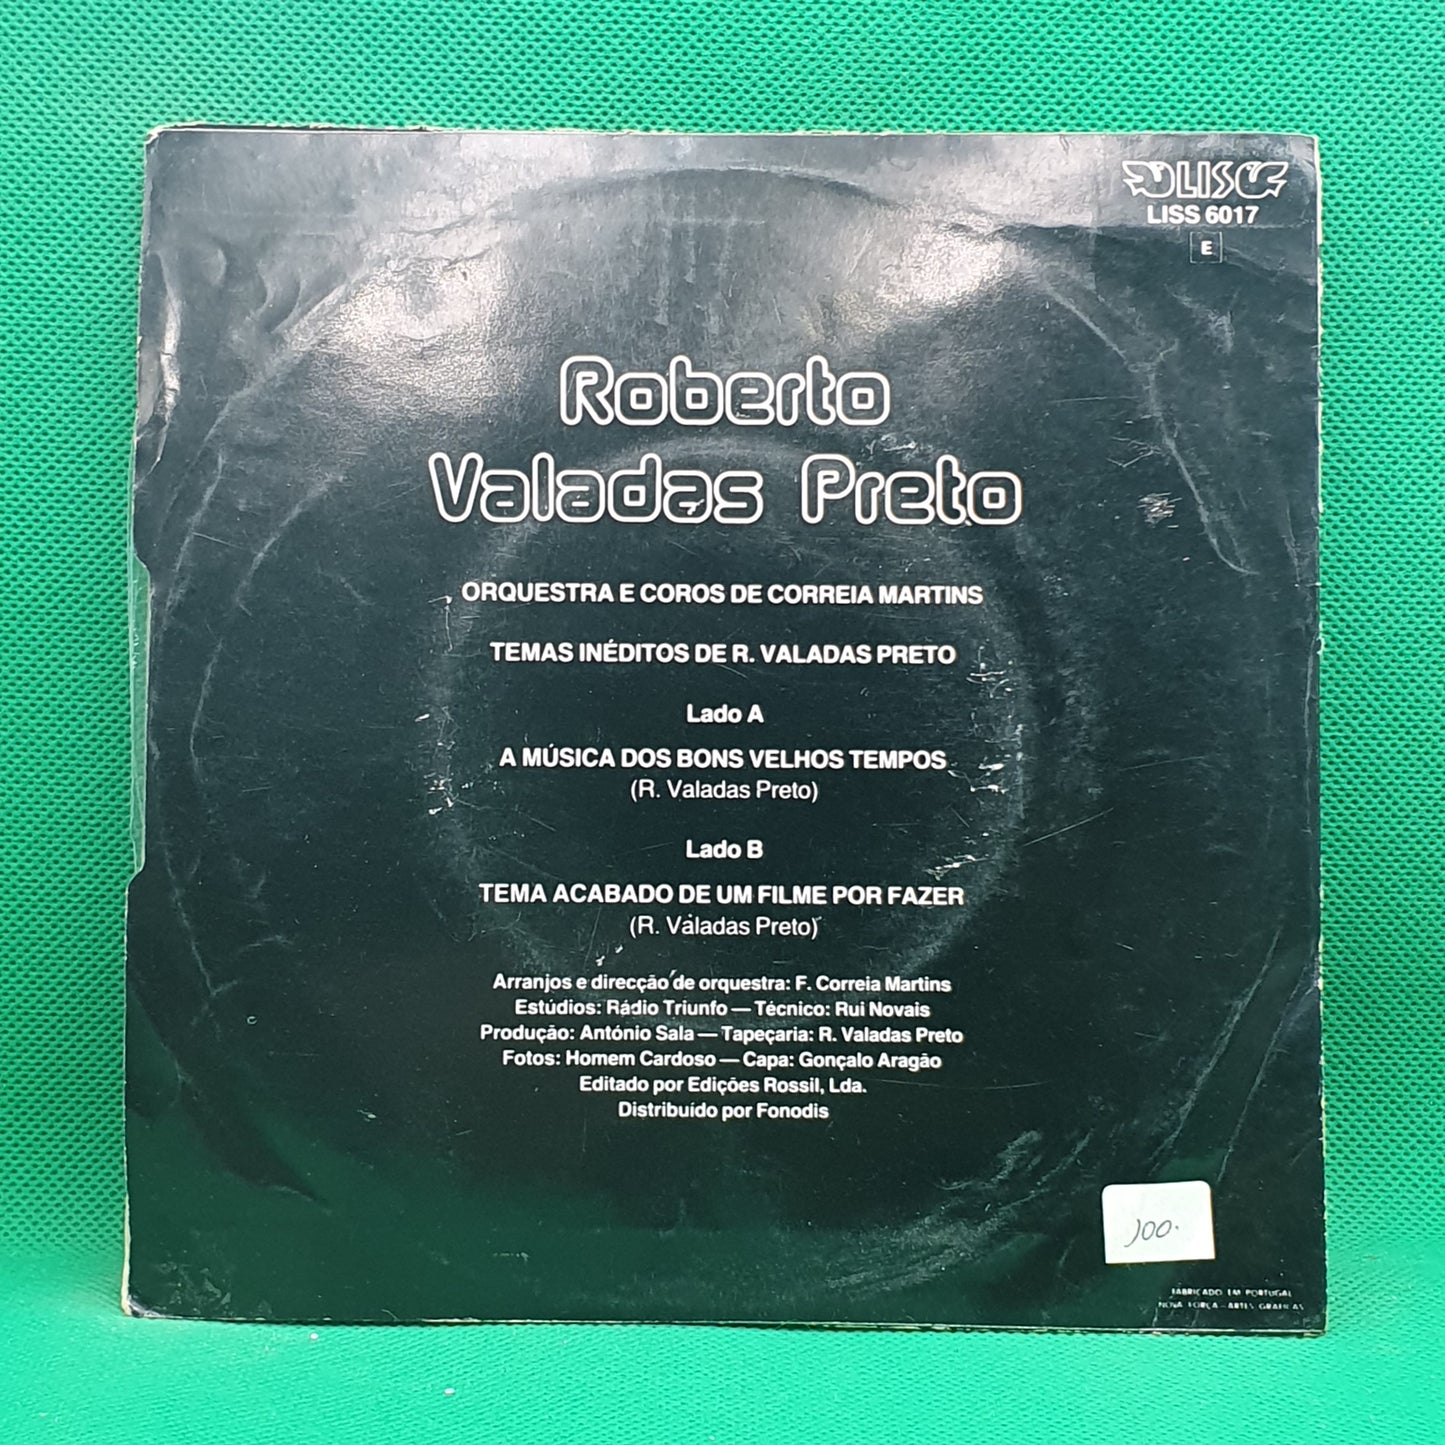 LISO
LISS 6017
E
Roberto
Valadas Preto
ORQUESTRA E COROS DE CORREIA MARTINS
TEMAS INÉDITOS DE R. VALADAS PRETO
Lado A
A MÚSICA DOS BONS VELHOS TEMPOS
(R. Valadas Preto)
Lado B
TEMA ACABADO DE UM FILME POR FAZER
(R. Valadas Preto)
Arranjos e direcção de orquestra: F. Correia Martins
Estúdios: Rádio Triunfo — Técnico: Rui Novais
Produção: António Sala — Tapeçaria: R. Valadas Preto
Fotos: Homem Cardoso — Capa: Gonçalo Aragão
Editado por Edições Rossil, Lda.
Distribuído por Fonodis
100.
FABRICADO EM PORTUGAL
NOVA FORÇA — ARTES GRÁFICAS